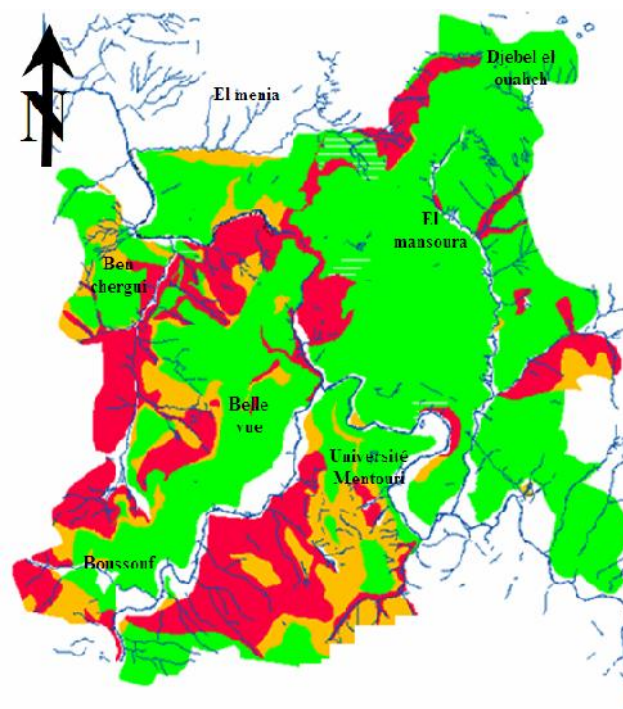 N
Djebel el
oualich
El menia
El
mansoura
Ben
chergui
Belle
vue
Université
Mentouri
Boussouf